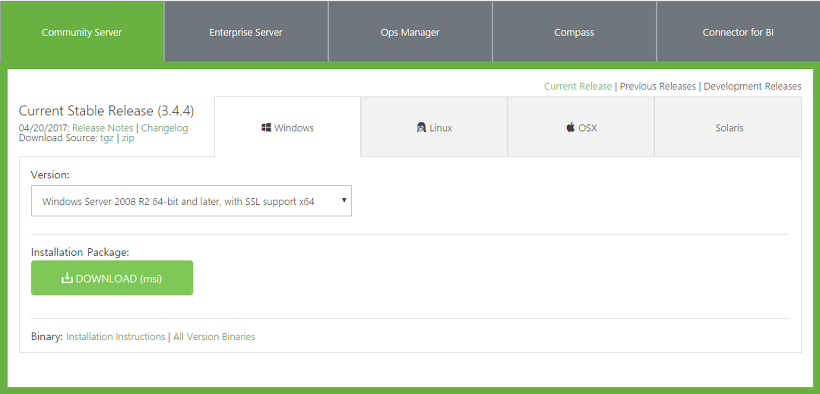 Community Server
Enterprise Server
Ops Manager
Compass
Connector for BI
Current Release | Previous Releases | Development Releases
Current Stable Release (3.4.4)
04/20/2017: Release Notes | Changelog
Download Source: tgz | zip
Windows
Linux
OSX
Solaris
Version:
Windows Server 2008 R2 64-bit and later, with SSL support x64
Installation Package:
DOWNLOAD (msi)
Binary: Installation Instructions | All Version Binaries